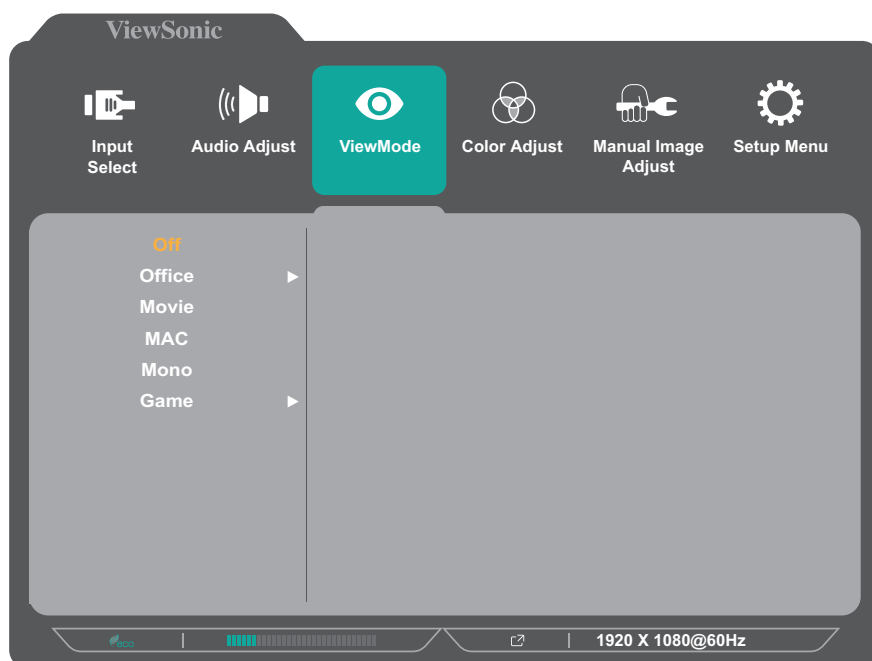 ViewSonic
Input Select
Audio Adjust
ViewMode
Color Adjust
Manual Image Adjust
Setup Menu
Off
Office
Movie
MAC
Mono
Game
eco
1920 X 1080@60Hz